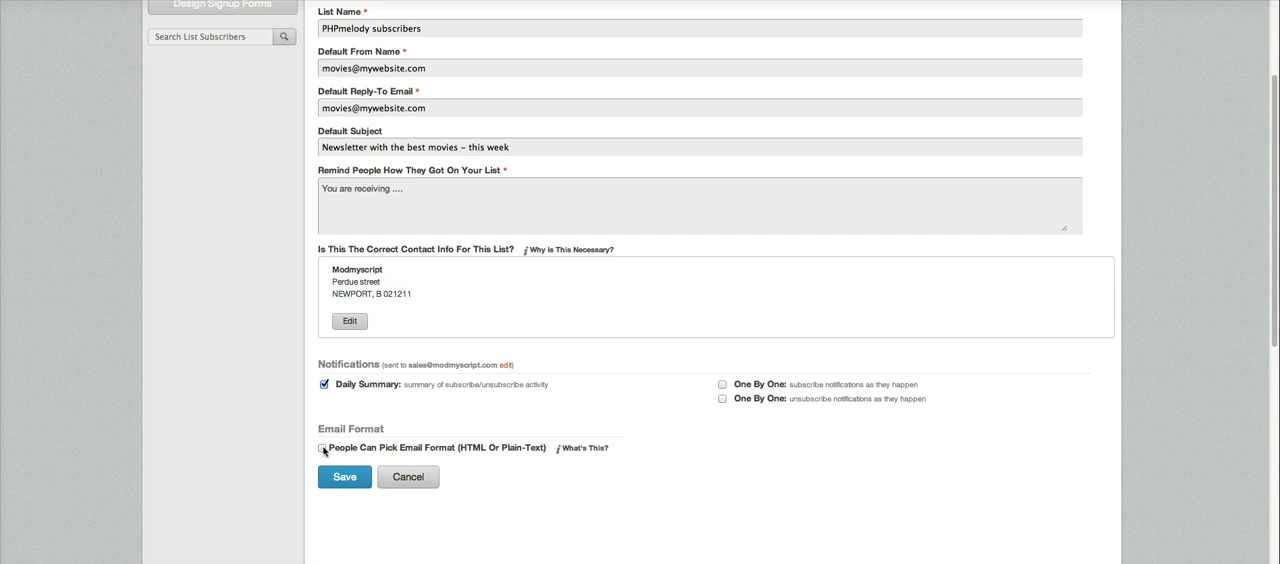 Design Signup Forms
Search List Subscribers
List Name *
PHPmelody subscribers
Default From Name *
movies@mywebsite.com
Default Reply-To Email *
movies@mywebsite.com
Default Subject
Newsletter with the best movies - this week
Remind People How They Got On Your List *
You are receiving ....
Is This The Correct Contact Info For This List? i Why Is This Necessary?
Modmyscript
Perdue street
NEWPORT, B 021211
Edit
Notifications (sent to sales@modmyscript.com edit)
Daily Summary: summary of subscribe/unsubscribe activity
One By One: subscribe notifications as they happen
One By One: unsubscribe notifications as they happen
Email Format
People Can Pick Email Format (HTML Or Plain-Text) i What's This?
Save Cancel